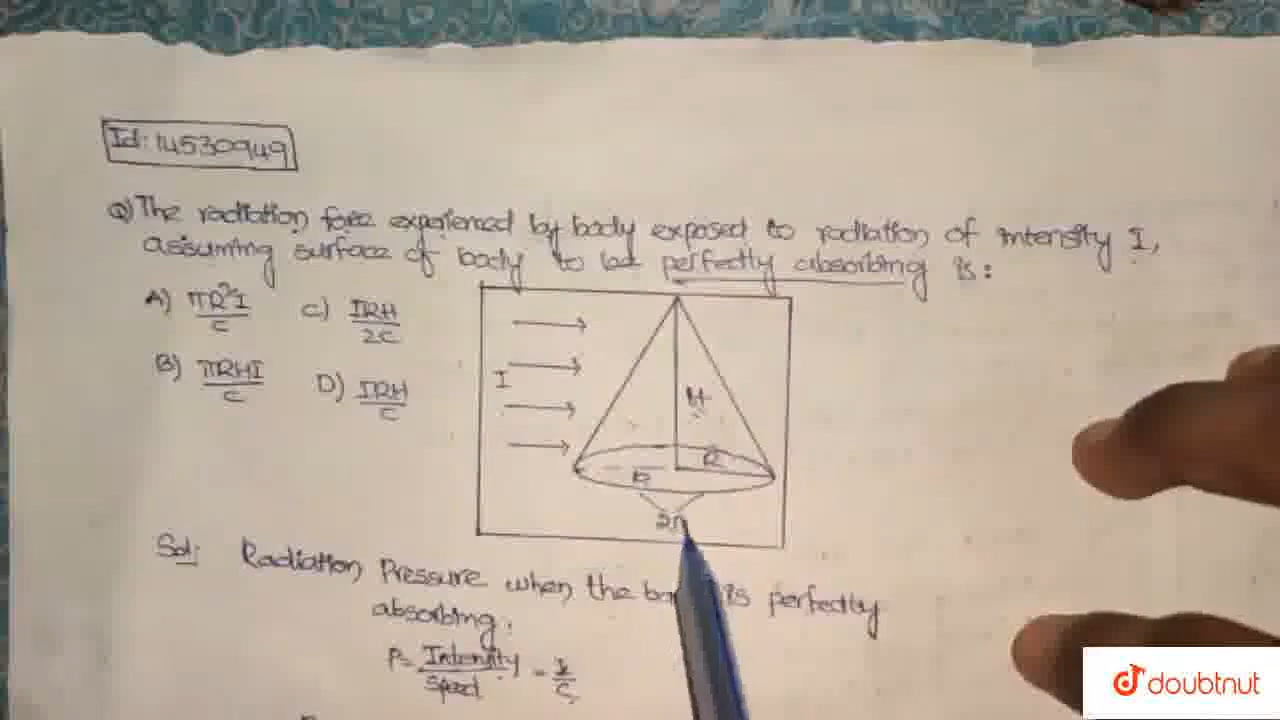 Id: 14530949
Q) The radiation force experienced by body exposed to radiation of intensity I,
assuming surface of body to be perfectly absorbing is:
A) πR²I/C C) IRH/2C
B) πRHI/C D) IRH/C
I
H
R
R
Sol: Radiation Pressure when the is perfectly
absorbing.
P = Intensity/Speed = I/C
doubtnut